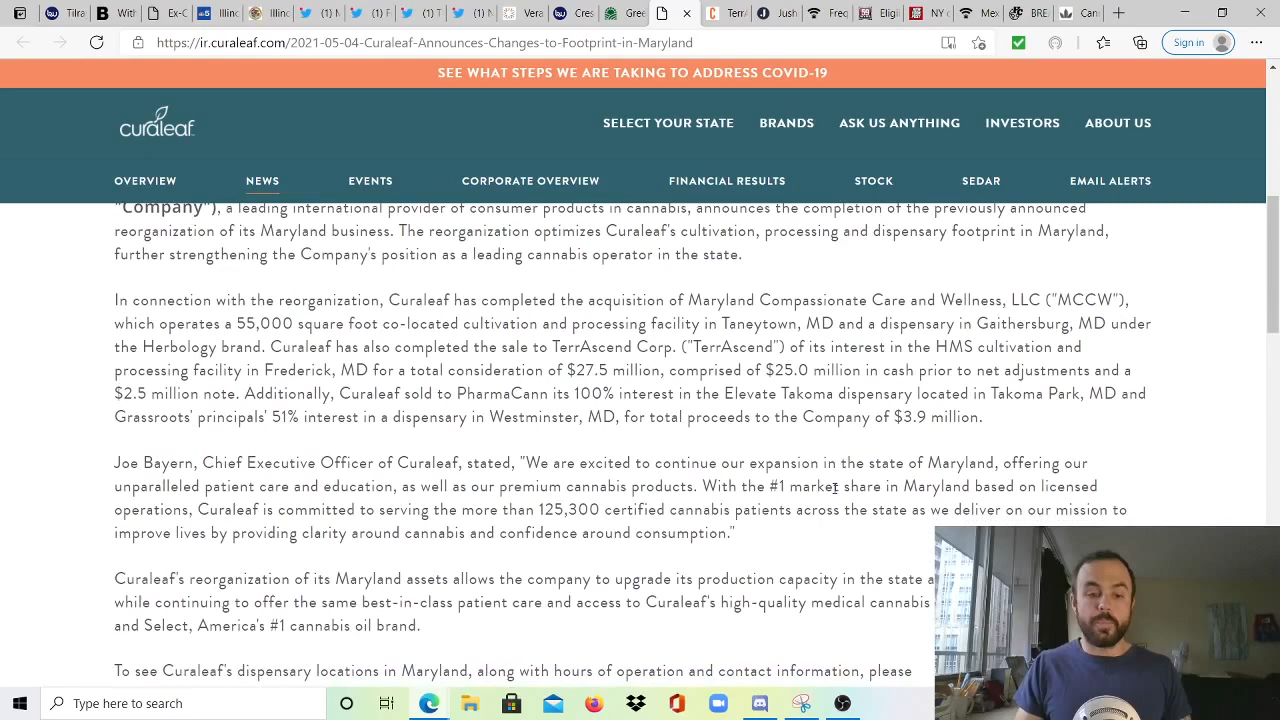 Trian
(T
(1 T
(1 T
Ver
Cres
Gree
Just
Fred
Eligi
NY
Me
Cani
https://ir.curaleaf.com/2021-05-04-Curaleaf-Announces-Changes-to-Footprint-in-Maryland
Sign in
SEE WHAT STEPS WE ARE TAKING TO ADDRESS COVID-19
curaleaf
SELECT YOUR STATE BRANDS ASK US ANYTHING INVESTORS ABOUT US
OVERVIEW NEWS EVENTS CORPORATE OVERVIEW FINANCIAL RESULTS STOCK SEDAR EMAIL ALERTS
"Company"), a leading international provider of consumer products in cannabis, announces the completion of the previously announced
reorganization of its Maryland business. The reorganization optimizes Curaleaf's cultivation, processing and dispensary footprint in Maryland,
further strengthening the Company's position as a leading cannabis operator in the state.
In connection with the reorganization, Curaleaf has completed the acquisition of Maryland Compassionate Care and Wellness, LLC ("MCCW"),
which operates a 55,000 square foot co-located cultivation and processing facility in Taneytown, MD and a dispensary in Gaithersburg, MD under
the Herbology brand. Curaleaf has also completed the sale to TerrAscend Corp. ("TerrAscend") of its interest in the HMS cultivation and
processing facility in Frederick, MD for a total consideration of $27.5 million, comprised of $25.0 million in cash prior to net adjustments and a
$2.5 million note. Additionally, Curaleaf sold to PharmaCann its 100% interest in the Elevate Takoma dispensary located in Takoma Park, MD and
Grassroots' principals' 51% interest in a dispensary in Westminster, MD, for total proceeds to the Company of $3.9 million.
Joe Bayern, Chief Executive Officer of Curaleaf, stated, "We are excited to continue our expansion in the state of Maryland, offering our
unparalleled patient care and education, as well as our premium cannabis products. With the #1 market share in Maryland based on licensed
operations, Curaleaf is committed to serving the more than 125,300 certified cannabis patients across the state as we deliver on our mission to
improve lives by providing clarity around cannabis and confidence around consumption."
Curaleaf's reorganization of its Maryland assets allows the company to upgrade its production capacity in the state a
while continuing to offer the same best-in-class patient care and access to Curaleaf's high-quality medical cannabis
and Select, America's #1 cannabis oil brand.
To see Curaleaf's dispensary locations in Maryland, along with hours of operation and contact information, please
Type here to search